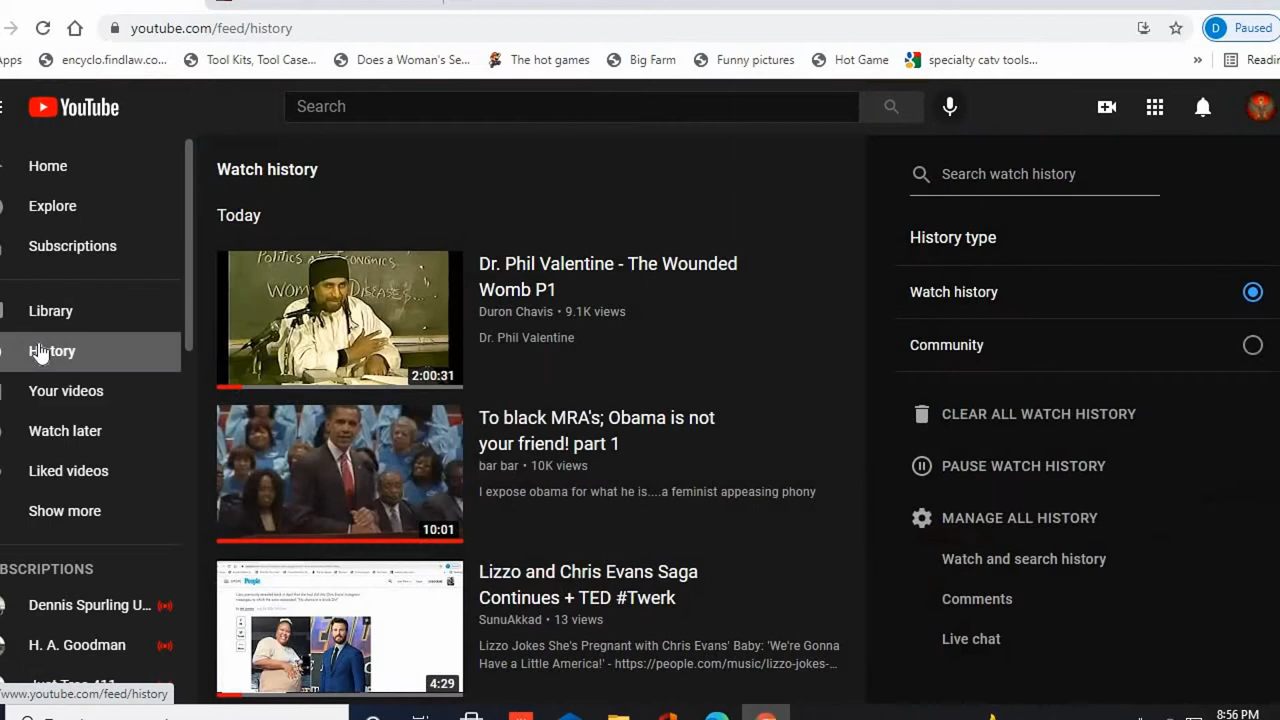 youtube.com/feed/history
Paused
Apps
encyclo.findlaw.co...
Tool Kits, Tool Case...
Does a Woman's Se...
The hot games
Big Farm
Funny pictures
Hot Game
specialty catv tools...
»
YouTube
Search
Home
Explore
Subscriptions
Library
History
Your videos
Watch later
Liked videos
Show more
BSCRIPTIONS
Dennis Spurling U...
H. A. Goodman
www.youtube.com/feed/history
Watch history
Today
Politics
2:00:31
Dr. Phil Valentine - The Wounded
Womb P1
Duron Chavis • 9.1K views
Dr. Phil Valentine
10:01
To black MRA's; Obama is not
your friend! part 1
bar bar • 10K views
I expose obama for what he is....a feminist appeasing phony
People
4:29
Lizzo and Chris Evans Saga
Continues + TED #Twerk
SunuAkkad • 13 views
Lizzo Jokes She's Pregnant with Chris Evans' Baby: 'We're Gonna
Have a Little America!' - https://people.com/music/lizzo-jokes-...
Search watch history
History type
Watch history
Community
CLEAR ALL WATCH HISTORY
PAUSE WATCH HISTORY
MANAGE ALL HISTORY
Watch and search history
Comments
Live chat
8:56 PM